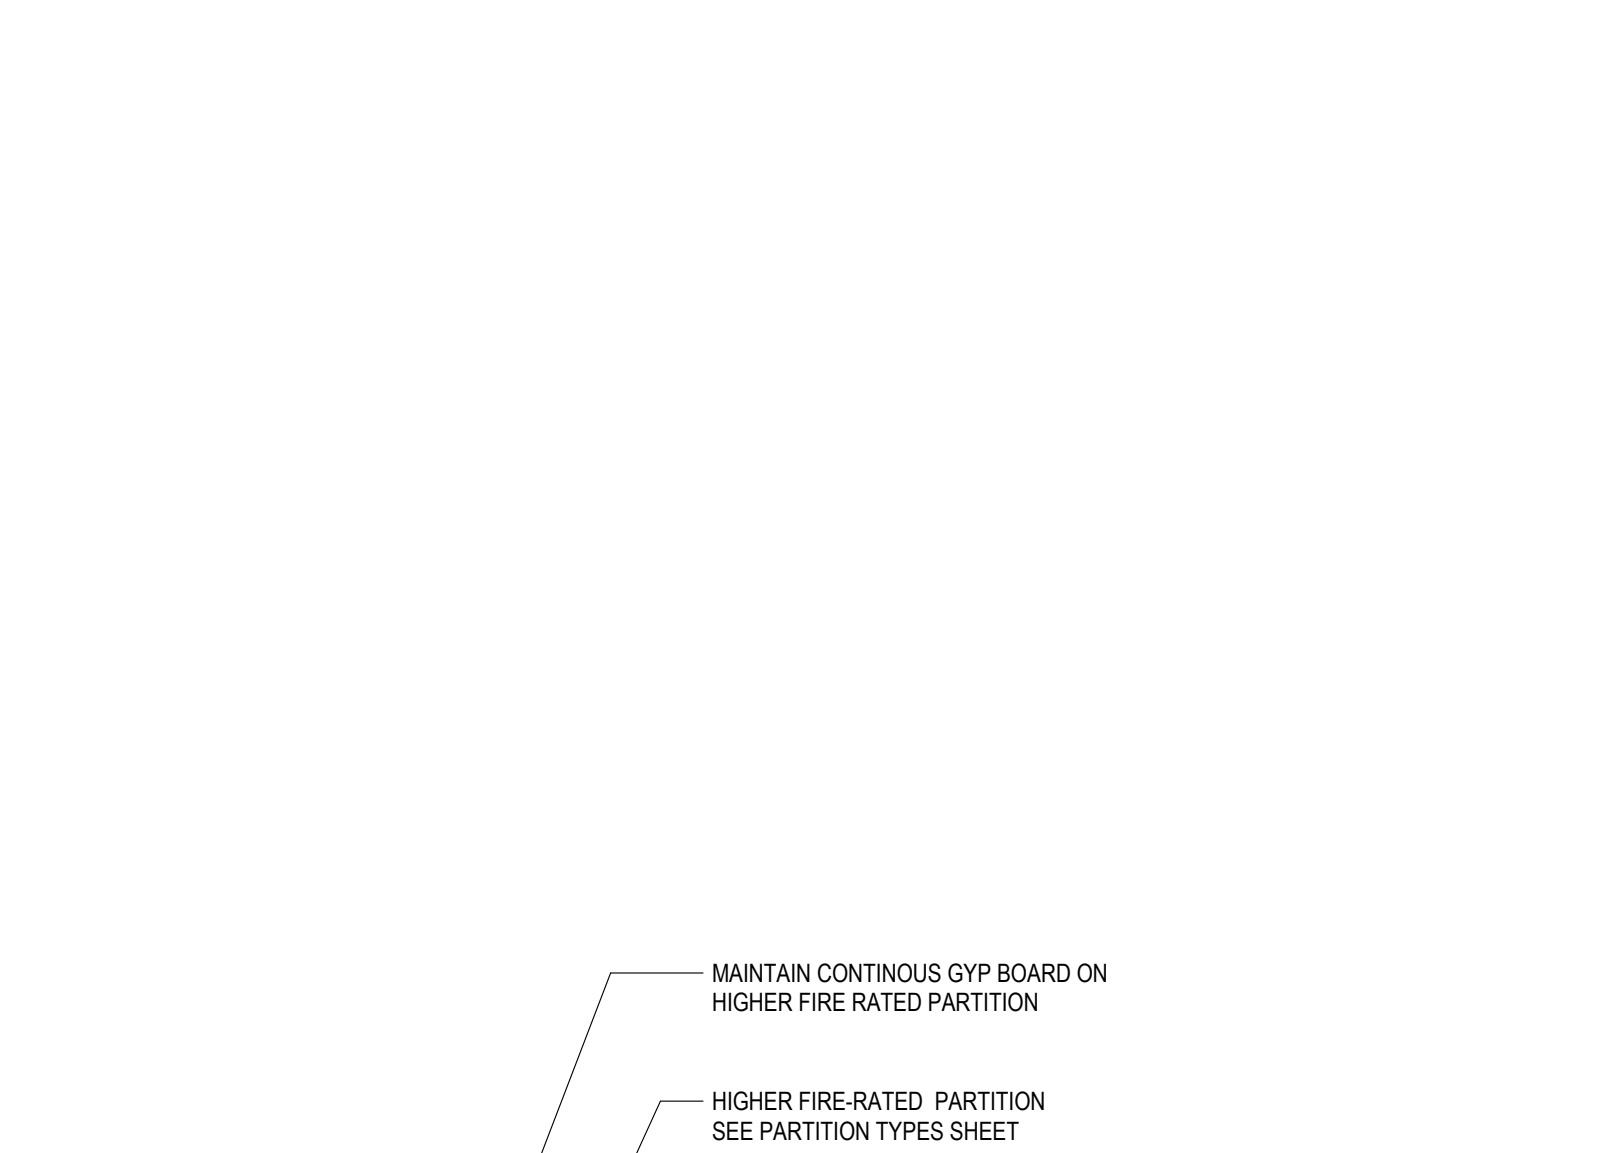 MAINTAIN CONTINOUS GYP BOARD ON
HIGHER FIRE RATED PARTITION
HIGHER FIRE-RATED  PARTITION
SEE PARTITION TYPES SHEET